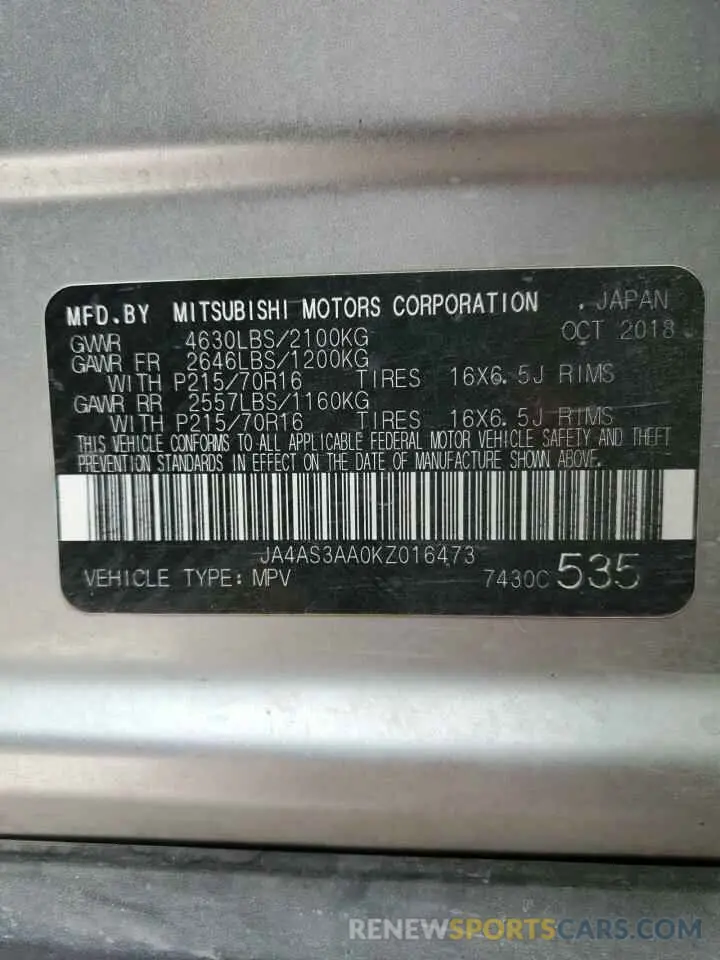 MFD.BY MITSUBISHI MOTORS CORPORATION . JAPAN
GVWR 4630LBS/2100KG OCT 2018
GAWR FR 2646LBS/1200KG
WITH P215/70R16 TIRES 16X6.5J RIMS
GAWR RR 2557LBS/1160KG
WITH P215/70R16 TIRES 16X6.5J RIMS
THIS VEHICLE CONFORMS TO ALL APPLICABLE FEDERAL MOTOR VEHICLE SAFETY AND THEFT
PREVENTION STANDARDS IN EFFECT ON THE DATE OF MANUFACTURE SHOWN ABOVE.
JA4AS3AA0KZ016473
VEHICLE TYPE: MPV 7430C 535
RENEWSPORTSCARS.COM